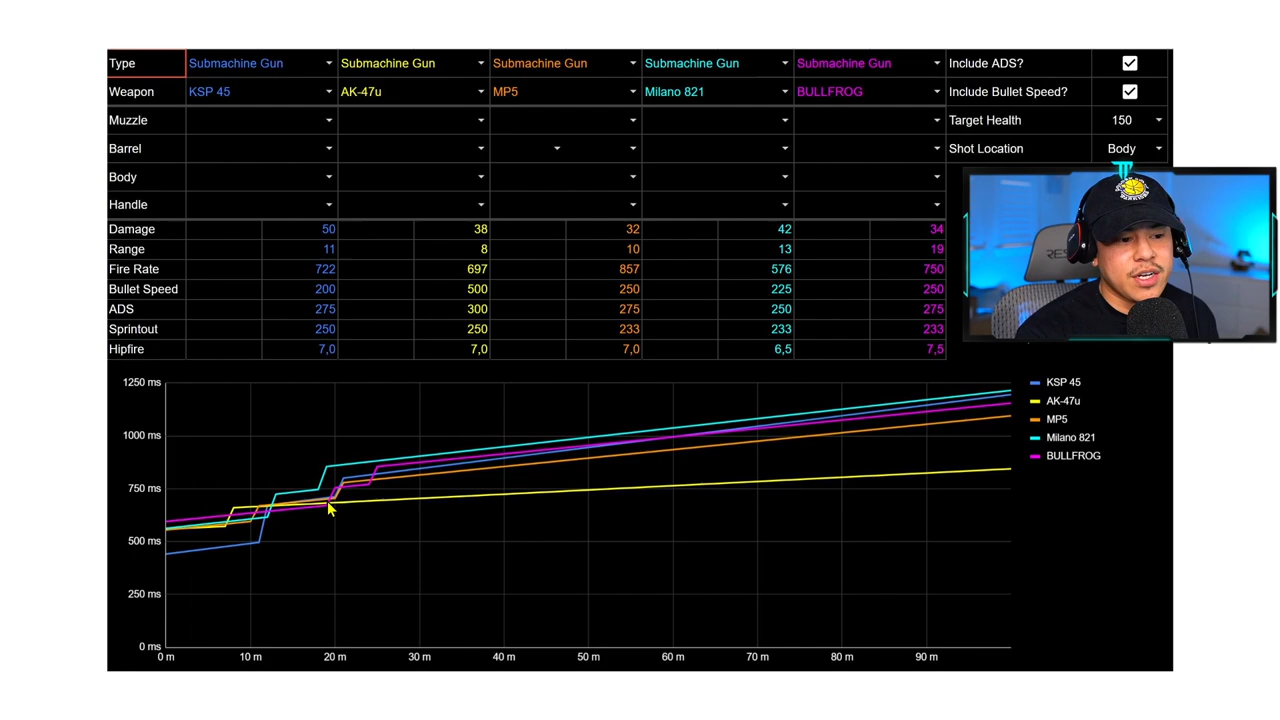 Type Submachine Gun Submachine Gun Submachine Gun Submachine Gun Submachine Gun Include ADS?
Weapon KSP 45 AK-47u MP5 Milano 821 BULLFROG Include Bullet Speed?
Muzzle Target Health 150
Barrel Shot Location Body
Body
Handle
Damage 50 38 32 42 34
Range 11 8 10 13 19
Fire Rate 722 697 857 576 750
Bullet Speed 200 500 250 225 250
ADS 275 300 275 250 275
Sprintout 250 250 233 233 233
Hipfire 7,0 7,0 7,0 6,5 7,5
1250 ms
1000 ms
750 ms
500 ms
250 ms
0 ms
0 m 10 m 20 m 30 m 40 m 50 m 60 m 70 m 80 m 90 m
KSP 45
AK-47u
MP5
Milano 821
BULLFROG